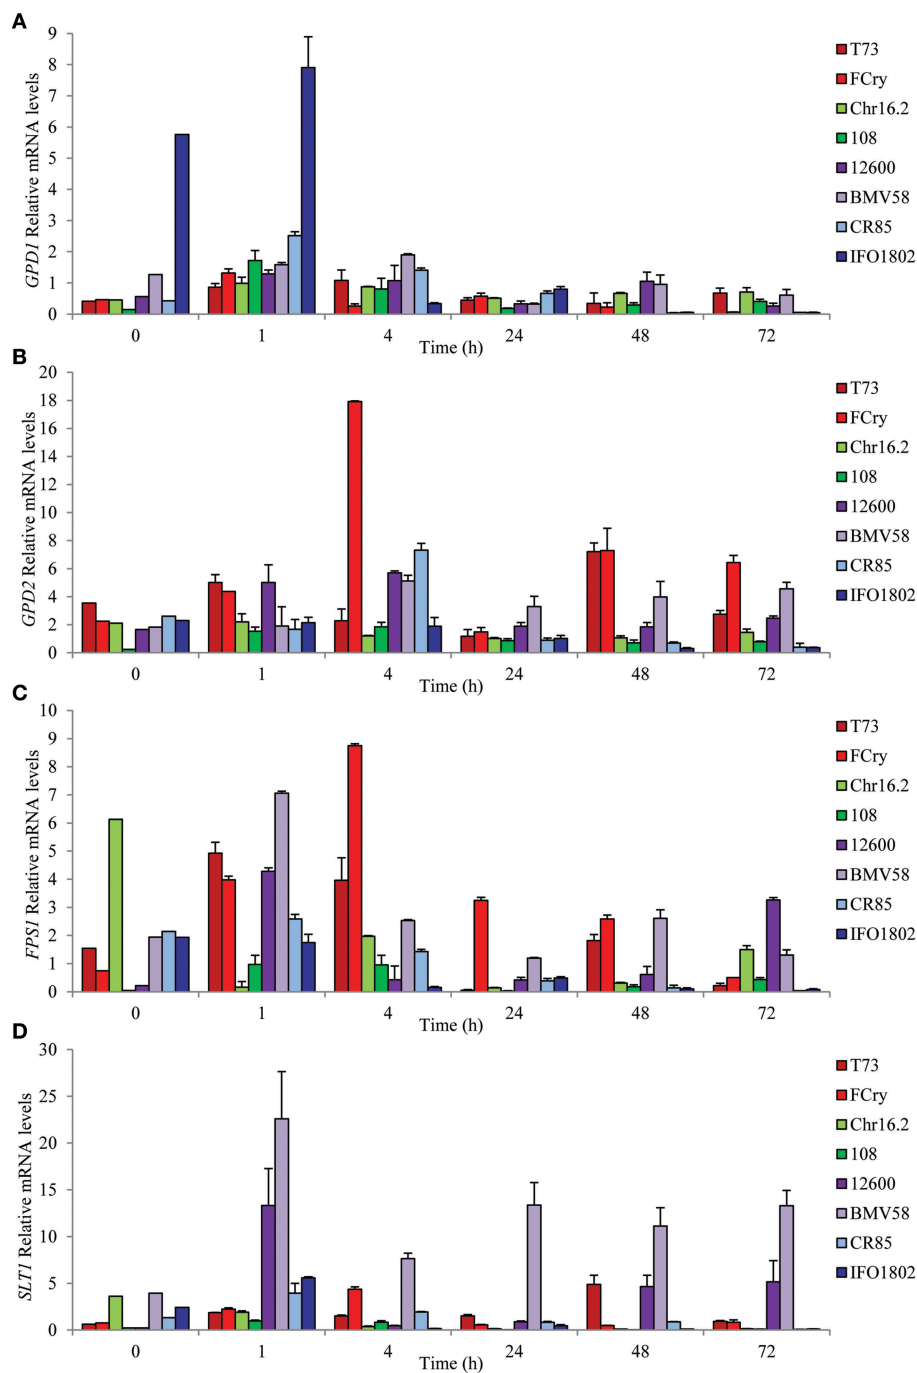 A
9
8
7
6
5
4
3
2
1
0
GPD1 Relative mRNA levels
0 1 4 24 48 72
Time (h)
T73
FCry
Chr16.2
108
12600
BMV58
CR85
IFO1802
B
20
18
16
14
12
10
8
6
4
2
0
GPD2 Relative mRNA levels
0 1 4 24 48 72
Time (h)
T73
FCry
Chr16.2
108
12600
BMV58
CR85
IFO1802
C
10
9
8
7
6
5
4
3
2
1
0
FPS1 Relative mRNA levels
0 1 4 24 48 72
Time (h)
T73
FCry
Chr16.2
108
12600
BMV58
CR85
IFO1802
D
30
25
20
15
10
5
0
SLT1 Relative mRNA levels
0 1 4 24 48 72
Time (h)
T73
FCry
Chr16.2
108
12600
BMV58
CR85
IFO1802